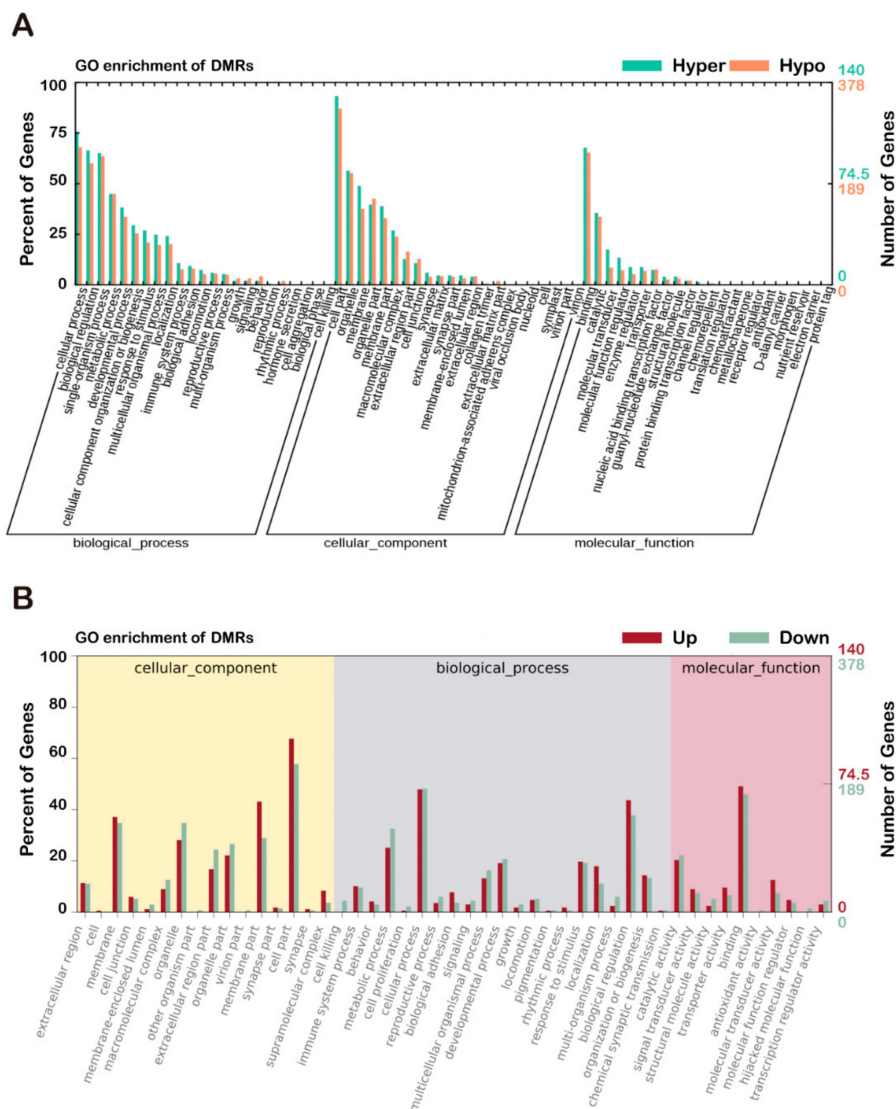 A
GO enrichment of DMRs
Hyper
Hypo
100
75
50
25
0
Percent of Genes
140
378
74.5
189
0
0
Number of Genes
cellular process
biological regulation
single-organism process
metabolic process
developmental process
cellular component organization or biogenesis
response to stimulus
multicellular organismal process
localization
immune system process
biological adhesion
locomotion
reproductive process
multi-organism process
growth
signaling
behavior
reproduction
rhythmic process
hormone secretion
cell aggregation
biological phase
cell killing
cell part
organelle
membrane
organelle part
membrane part
macromolecular complex
extracellular region part
cell junction
synapse
extracellular matrix
synapse part
membrane-enclosed lumen
extracellular region
collagen trimer
extracellular matrix part
mitochondrion-associated adherens complex
viral occlusion body
nucleoid
cell
symplast
virion part
virion
binding
catalytic
molecular transducer
molecular function regulator
enzyme regulator
transporter
nucleic acid binding transcription factor
guanyl-nucleotide exchange factor
structural molecule
protein binding transcription factor
channel regulator
chemorepellent
translation regulator
chemoattractant
metallochaperone
receptor regulator
antioxidant
D-alany carrier
morphogen
nutrient reservoir
electron carrier
protein tag
biological_process
cellular_component
molecular_function
B
GO enrichment of DMRs
Up
Down
cellular_component
biological_process
molecular_function
100
80
60
40
20
0
Percent of Genes
140
378
74.5
189
0
0
Number of Genes
extracellular region
cell
membrane
cell junction
membrane-enclosed lumen
macromolecular complex
organelle
other organism part
extracellular region part
organelle part
virion part
membrane part
synapse part
cell part
synapse
supramolecular complex
cell killing
immune system process
behavior
metabolic process
cell proliferation
cellular process
reproductive process
biological adhesion
signaling
multicellular organismal process
developmental process
growth
locomotion
pigmentation
rhythmic process
response to stimulus
localization
multi-organism process
biological regulation
organization or biogenesis
chemical synaptic transmission
catalytic activity
signal transducer activity
structural molecule activity
transporter activity
binding
antioxidant activity
molecular transducer activity
molecular function regulator
hijacked molecular function
transcription regulator activity